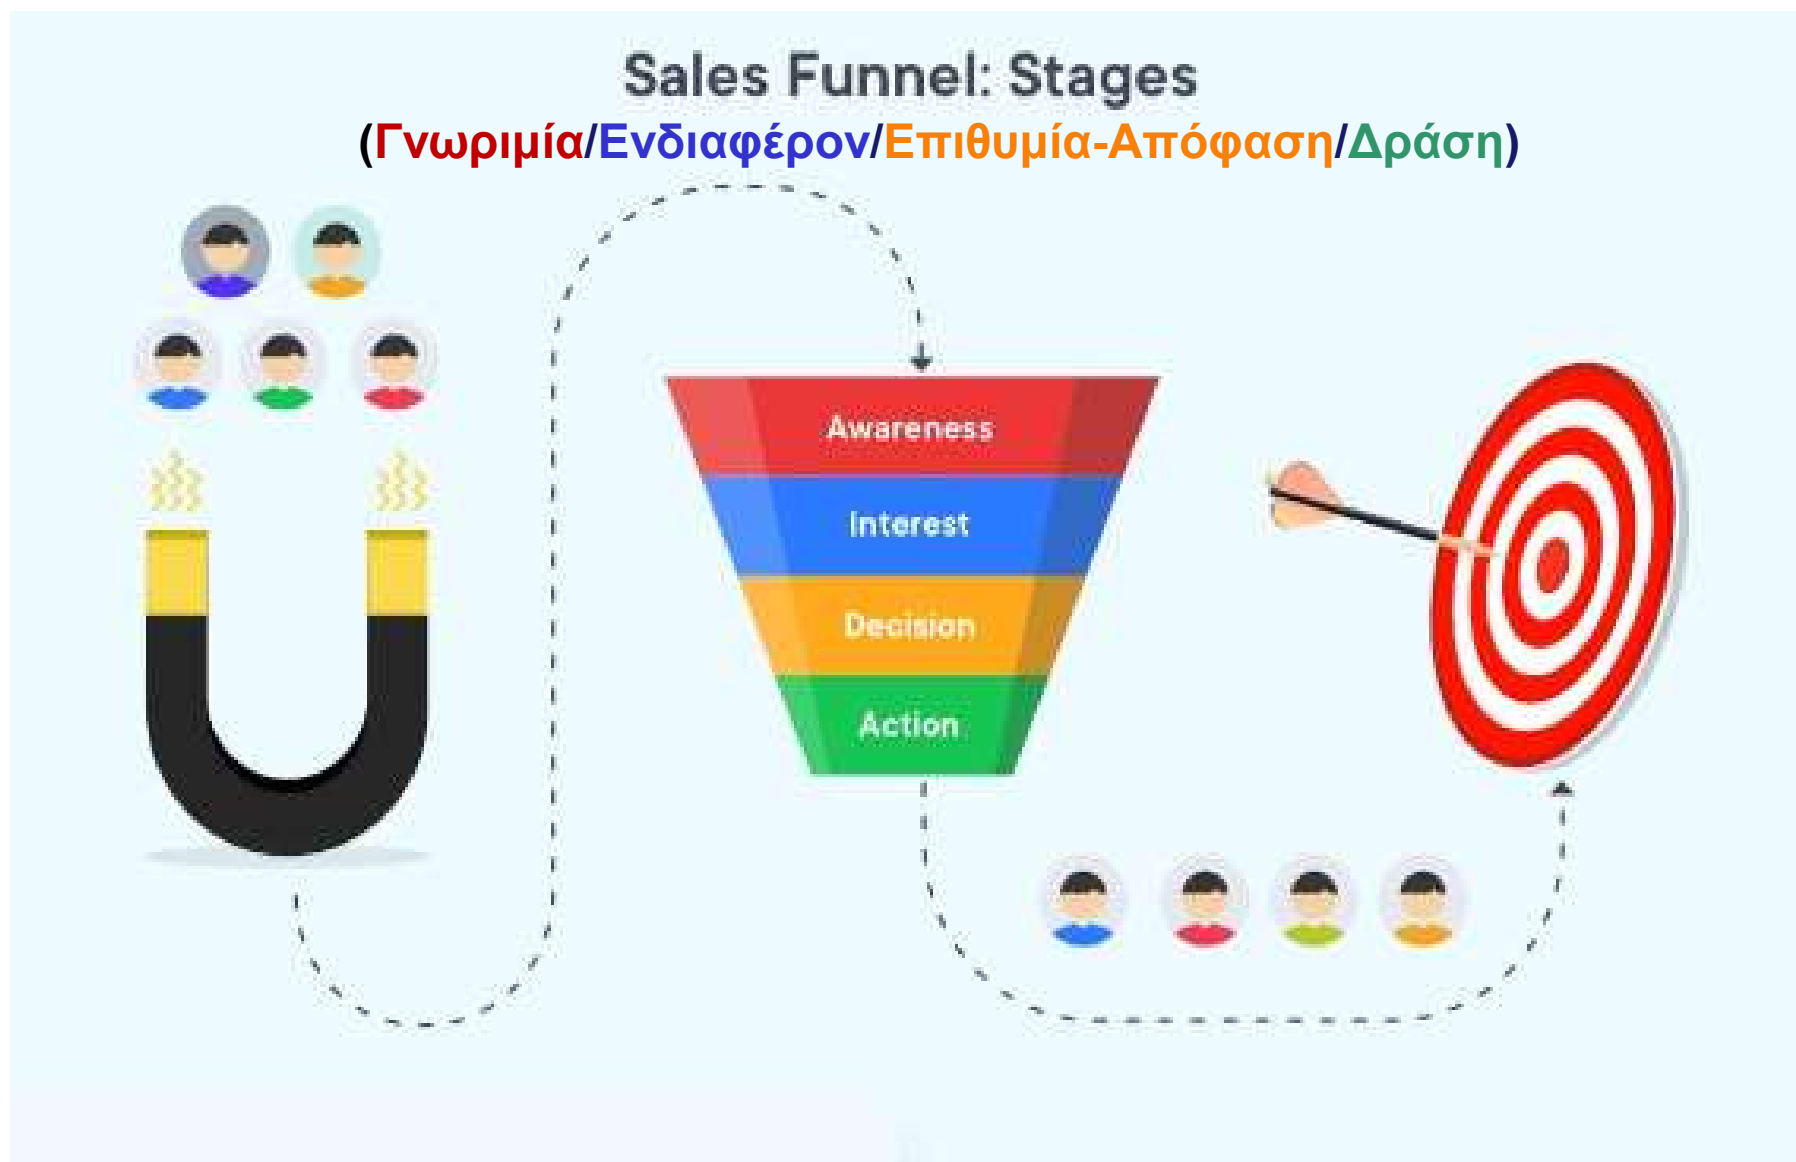 Sales Funnel: Stages
(Γνωριμία/Ενδιαφέρον/Επιθυμία-Απόφαση/Δράση)
Awareness
Interest
Decision
Action